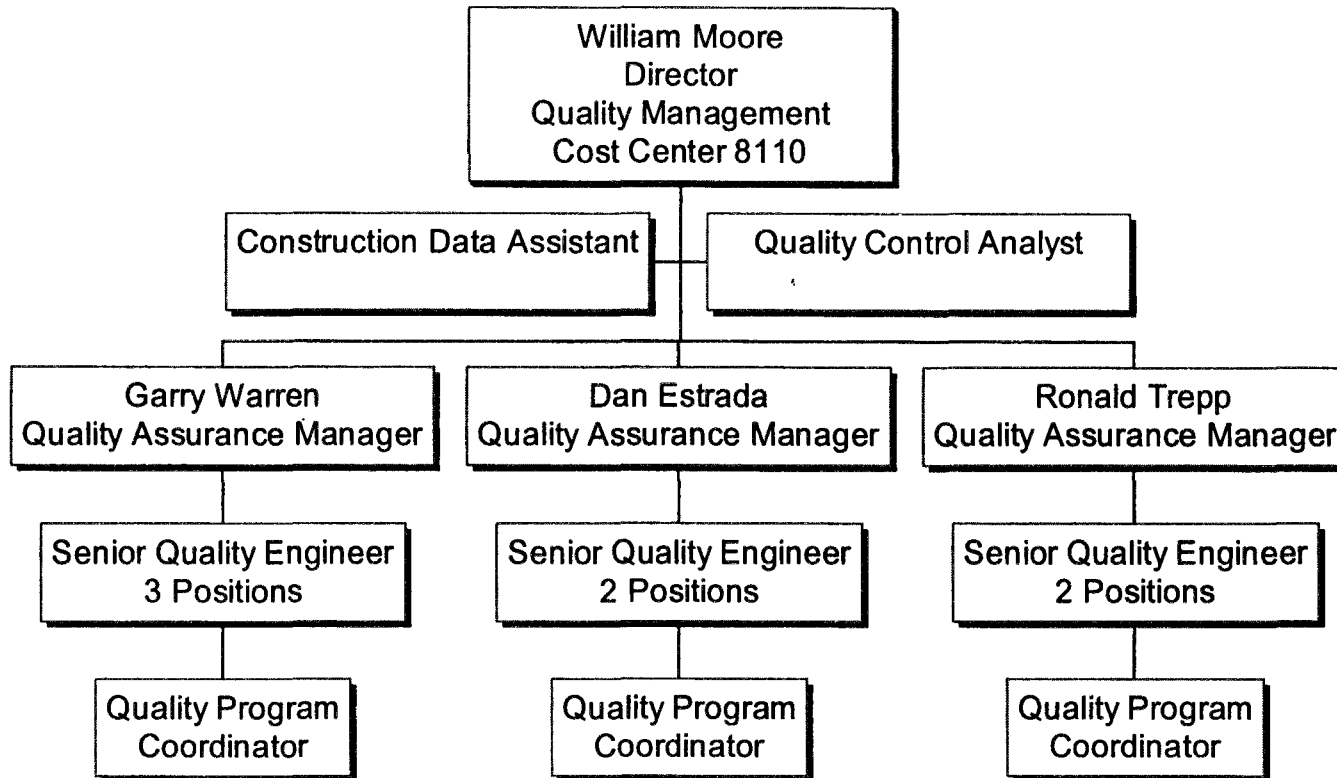 William Moore
Director
Quality Management
Cost Center 8110
Construction Data Assistant
Quality Control Analyst
Garry Warren
Quality Assurance Manager
Dan Estrada
Quality Assurance Manager
Ronald Trepp
Quality Assurance Manager
Senior Quality Engineer
3 Positions
Senior Quality Engineer
2 Positions
Senior Quality Engineer
2 Positions
Quality Program
Coordinator
Quality Program
Coordinator
Quality Program
Coordinator